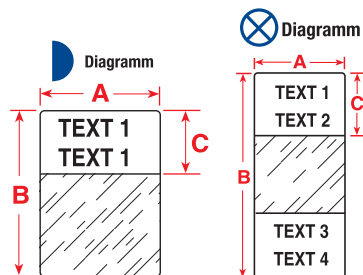 Diagramm
A
TEXT 1
TEXT 1
B
C
Diagramm
A
TEXT 1
TEXT 2
C
B
TEXT 3
TEXT 4